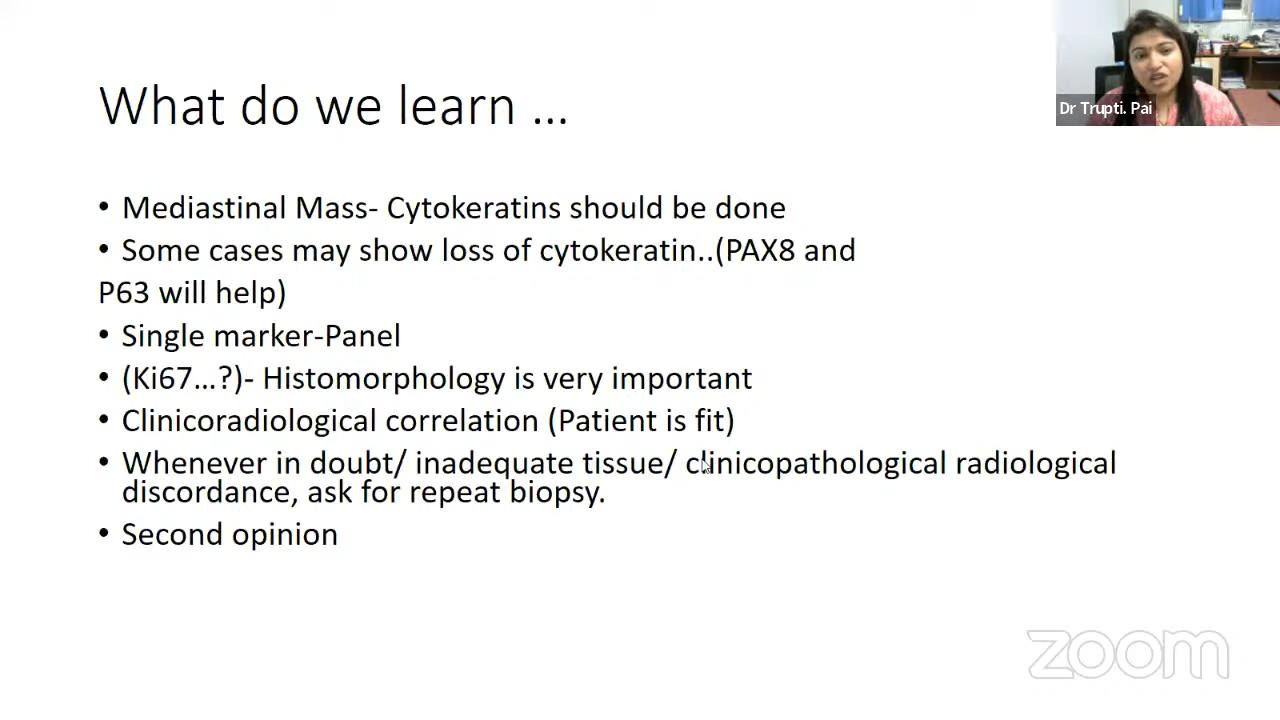 What do we learn ...
Dr Trupti. Pai
• Mediastinal Mass- Cytokeratins should be done
• Some cases may show loss of cytokeratin..(PAX8 and
P63 will help)
• Single marker-Panel
• (Ki67...?)- Histomorphology is very important
• Clinicoradiological correlation (Patient is fit)
• Whenever in doubt/ inadequate tissue/ clinicopathological radiological
discordance, ask for repeat biopsy.
• Second opinion
zoom